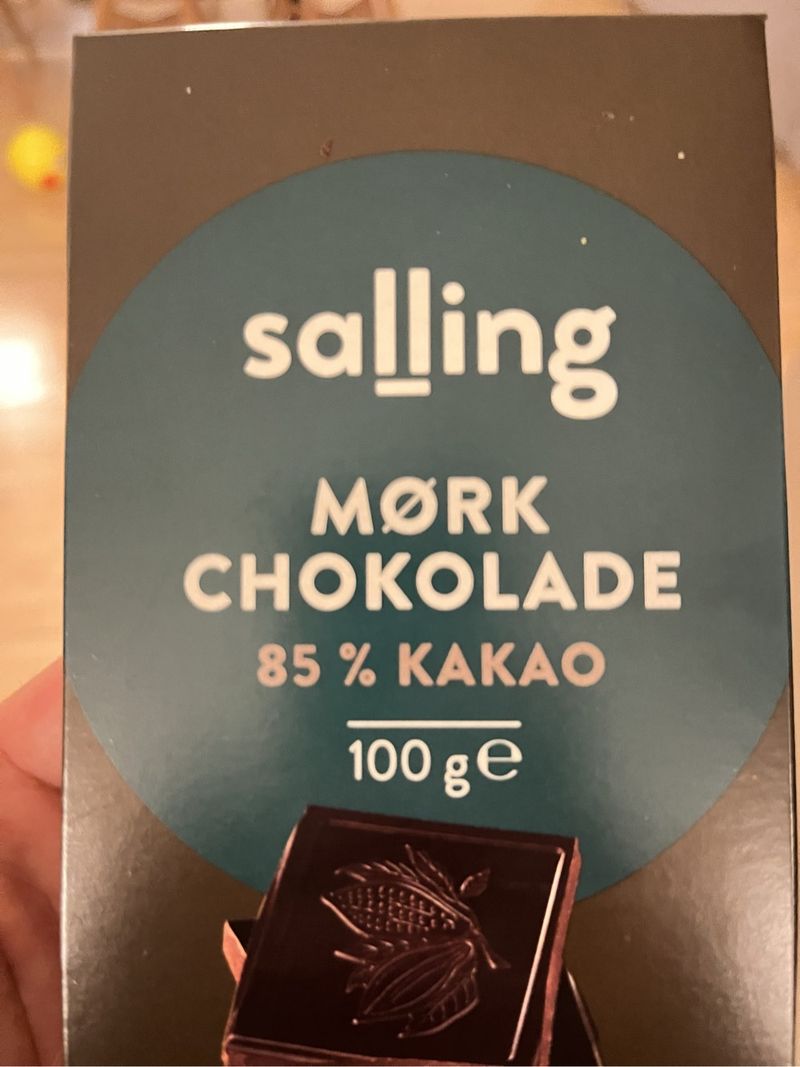 salling
MØRK
CHOKOLADE
85 % KAKAO
100 g e